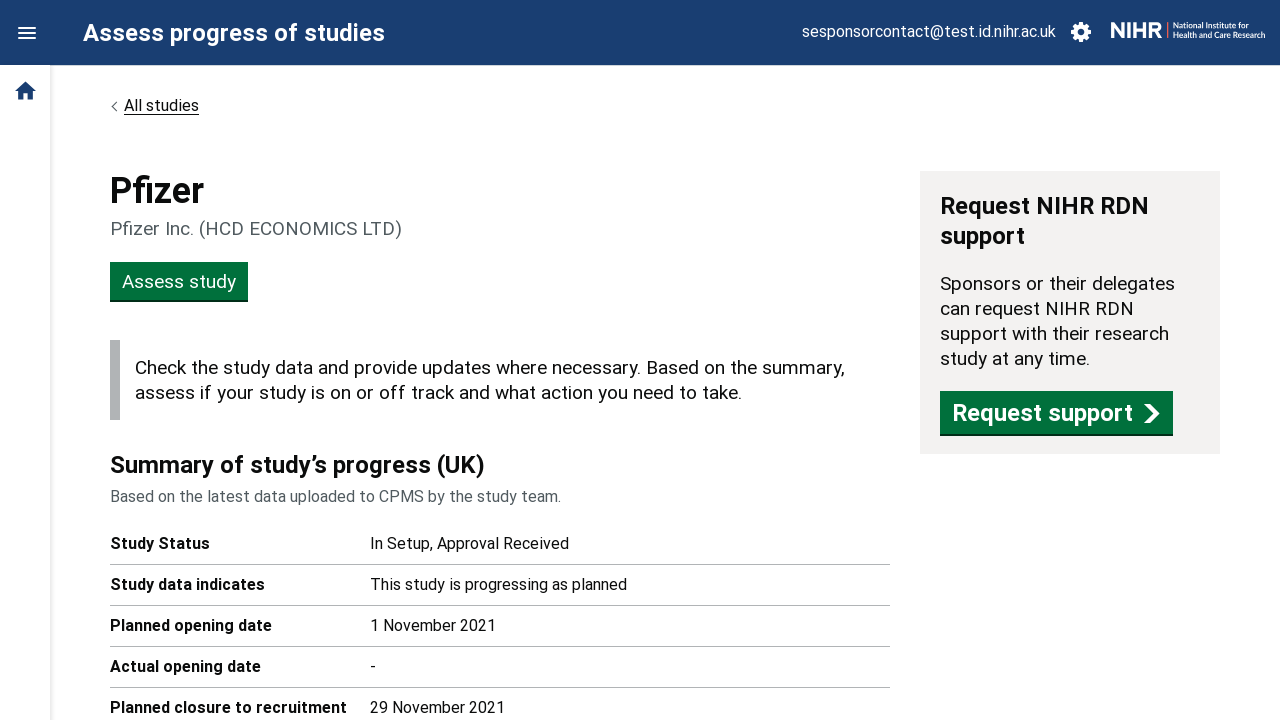 Assess progress of studies
sesponsorcontact@test.id.nihr.ac.uk
NIHR | National Institute for
Health and Care Research
All studies
Pfizer
Pfizer Inc. (HCD ECONOMICS LTD)
Assess study
Check the study data and provide updates where necessary. Based on the summary,
assess if your study is on or off track and what action you need to take.
Summary of study’s progress (UK)
Based on the latest data uploaded to CPMS by the study team.
Study Status In Setup, Approval Received
Study data indicates This study is progressing as planned
Planned opening date 1 November 2021
Actual opening date -
Planned closure to recruitment 29 November 2021
Request NIHR RDN
support
Sponsors or their delegates
can request NIHR RDN
support with their research
study at any time.
Request support